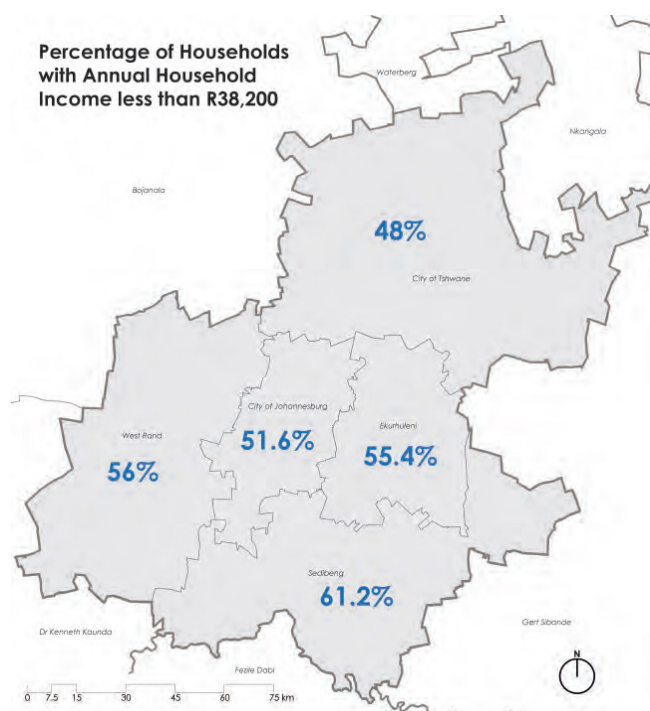 Percentage of Households
with Annual Household
Income less than R38,200
Waterberg
Nkangala
Bojanala
48%
City of Tshwane
City of Johannesburg
51.6%
Ekurhuleni
55.4%
West Rand
56%
Sedibeng
61.2%
Dr Kenneth Kaunda
Gert Sibande
Fezile Dabi
N
0 7.5 15 30 45 60 75 km